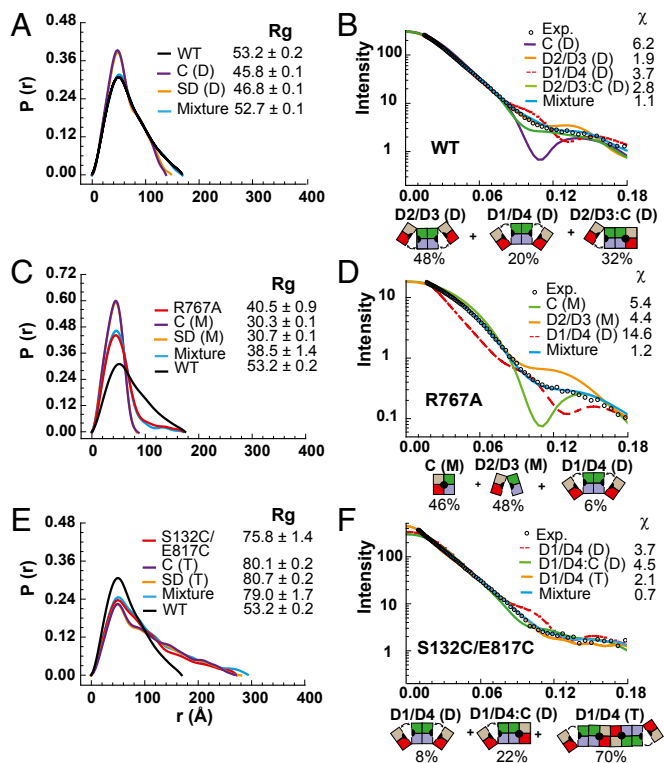 A
P (r)
0.48
0.36
0.24
0.12
0.00
0 100 200 300 400
Rg
WT 53.2 ± 0.2
C (D) 45.8 ± 0.1
SD (D) 46.8 ± 0.1
Mixture 52.7 ± 0.1
B
Intensity
100
10
1
0.00 0.06 0.12 0.18
χ
Exp.
C (D) 6.2
D2/D3 (D) 1.9
D1/D4 (D) 3.7
D2/D3:C (D) 2.8
Mixture 1.1
WT
D2/D3 (D) D1/D4 (D) D2/D3:C (D)
+ +
48% 20% 32%
C
P (r)
0.72
0.60
0.48
0.36
0.24
0.12
0.00
0 100 200 300 400
Rg
R767A 40.5 ± 0.9
C (M) 30.3 ± 0.1
SD (M) 30.7 ± 0.1
Mixture 38.5 ± 1.4
WT 53.2 ± 0.2
D
Intensity
10
1
0.1
0.00 0.06 0.12 0.18
χ
Exp.
C (M) 5.4
D2/D3 (M) 4.4
D1/D4 (D) 14.6
Mixture 1.2
R767A
C (M) D2/D3 (M) D1/D4 (D)
+ +
46% 48% 6%
E
P (r)
0.48
0.36
0.24
0.12
0.00
0 100 200 300 400
r (Å)
Rg
S132C/
E817C 75.8 ± 1.4
C (T) 80.1 ± 0.2
SD (T) 80.7 ± 0.2
Mixture 79.0 ± 1.7
WT 53.2 ± 0.2
F
Intensity
100
10
1
0.00 0.06 0.12 0.18
χ
Exp.
D1/D4 (D) 3.7
D1/D4:C (D) 4.5
D1/D4 (T) 2.1
Mixture 0.7
S132C/E817C
D1/D4 (D) D1/D4:C (D) D1/D4 (T)
+ +
8% 22% 70%